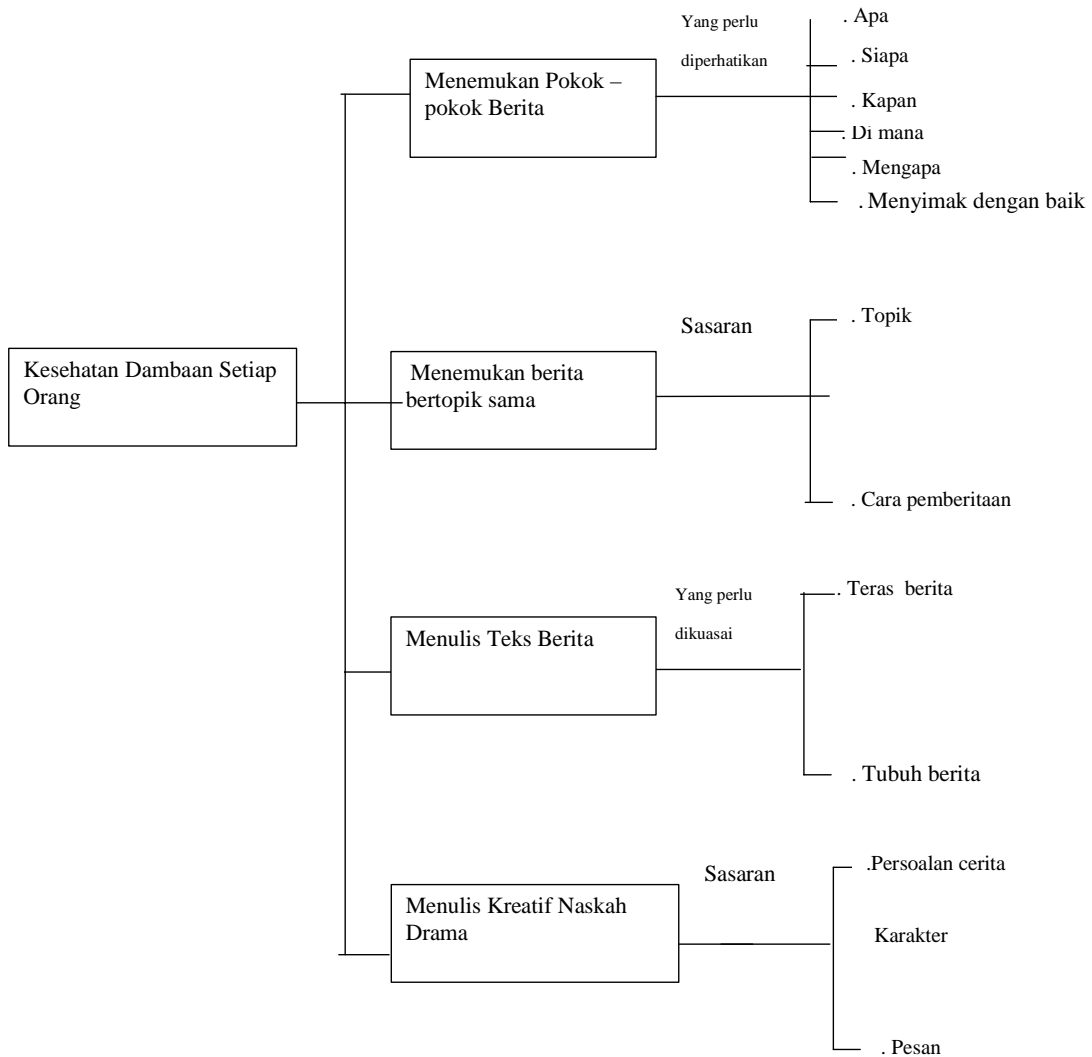 Yang perlu
diperhatikan
. Apa
. Siapa
. Kapan
. Di mana
. Mengapa
. Menyimak dengan baik
Menemukan Pokok –
pokok Berita
Kesehatan Dambaan Setiap
Orang
Menemukan berita
bertopik sama
Sasaran
. Topik
. Cara pemberitaan
Menulis Teks Berita
Yang perlu
dikuasai
. Teras berita
. Tubuh berita
Menulis Kreatif Naskah
Drama
Sasaran
.Persoalan cerita
Karakter
. Pesan